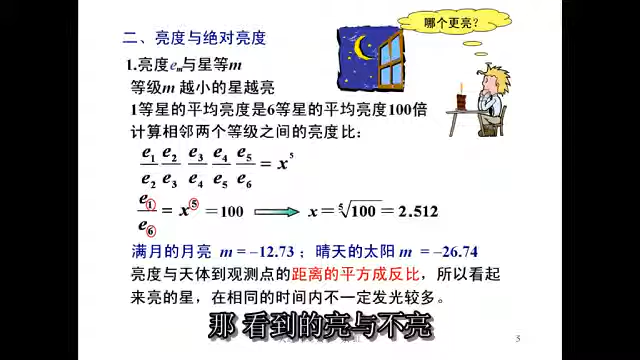 哪个更亮?
二、亮度与绝对亮度
1.亮度eₘ与星等m
等级m 越小的星越亮
1等星的平均亮度是6等星的平均亮度100倍
计算相邻两个等级之间的亮度比:
e₁/e₂ e₂/e₃ e₃/e₄ e₄/e₅ e₅/e₆ = x⁵
e₁/e₆ = x⁵ = 100 → x = ⁵√100 = 2.512
满月的月亮 m = –12.73 ; 晴天的太阳 m = –26.74
亮度与天体到观测点的距离的平方成反比, 所以看起
来亮的星, 在相同的时间内不一定发光较多。
那 看到的亮与不亮
3